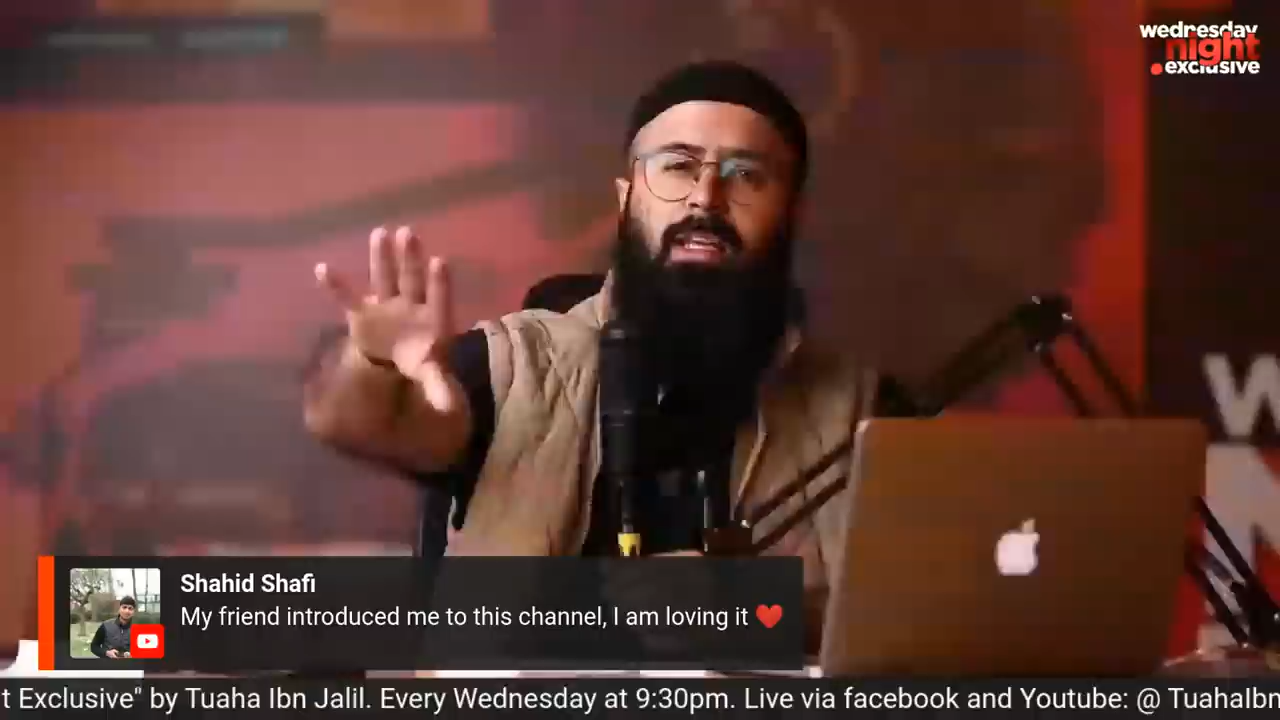 wednesday
night
exclusive
W
N
Shahid Shafi
My friend introduced me to this channel, I am loving it ❤️
t Exclusive" by Tuaha Ibn Jalil. Every Wednesday at 9:30pm. Live via facebook and Youtube: @ TuahaIbn